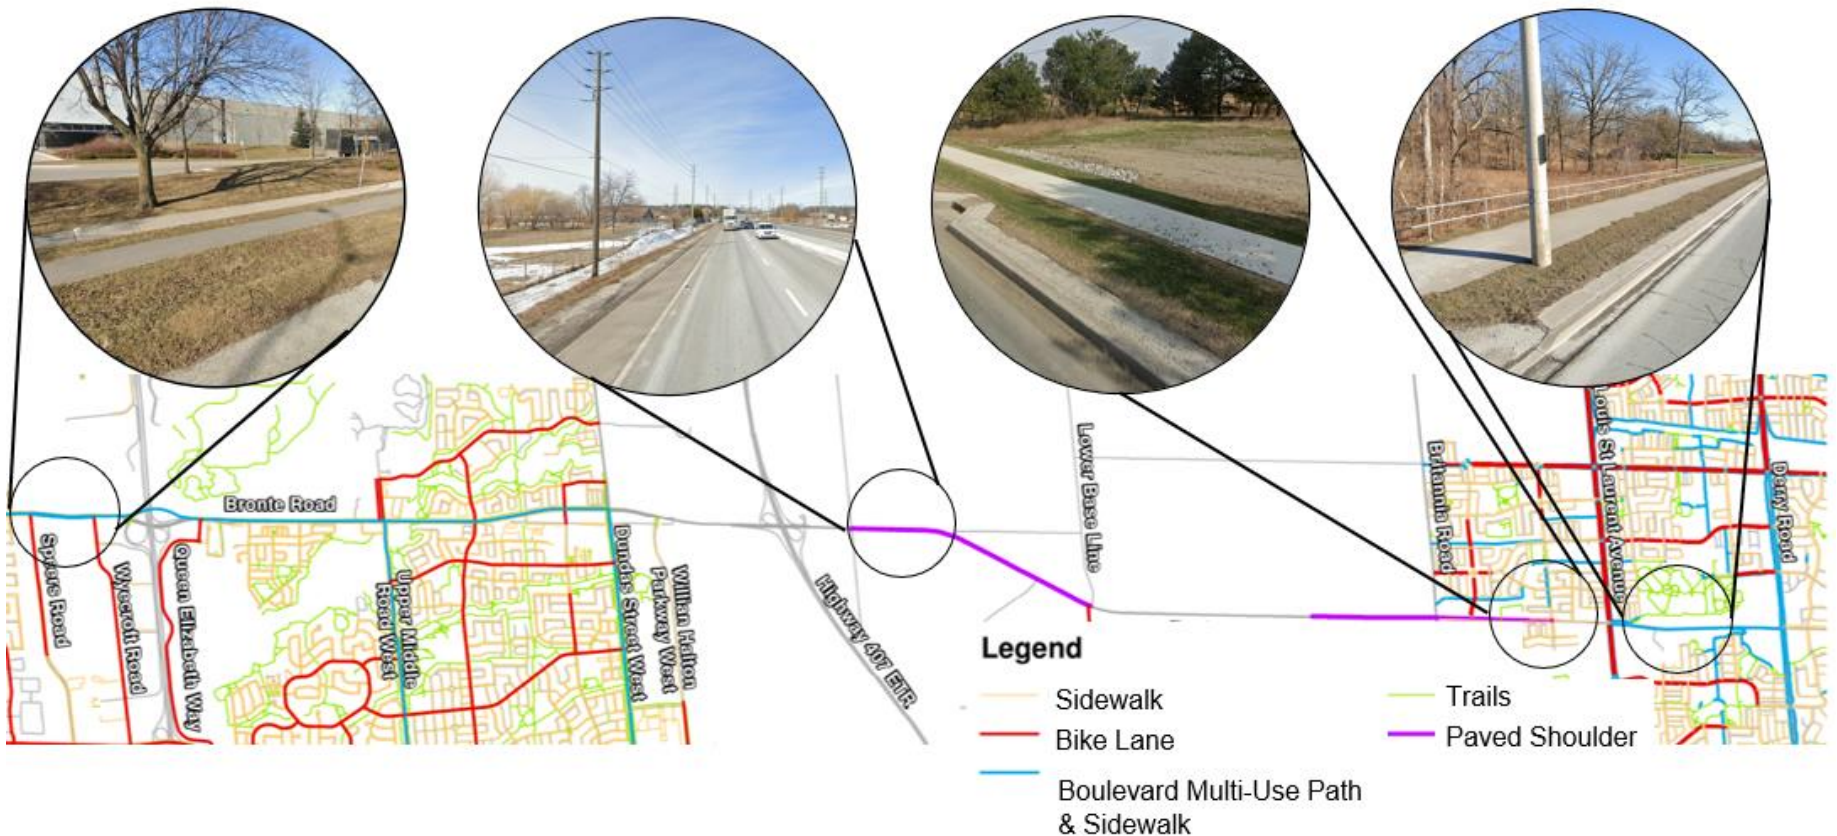 Bronte Road
Speers Road
Wyecroft Road
Queen Elizabeth Way
Upper Middle
Road West
Dundas Street West
Willian Halton
Parkway West
Highway 407 ETR
Lower Base Line
Britannia Road
Louis St Laurent Avenue
Derry Road
Legend
Sidewalk
Bike Lane
Boulevard Multi-Use Path
& Sidewalk
Trails
Paved Shoulder